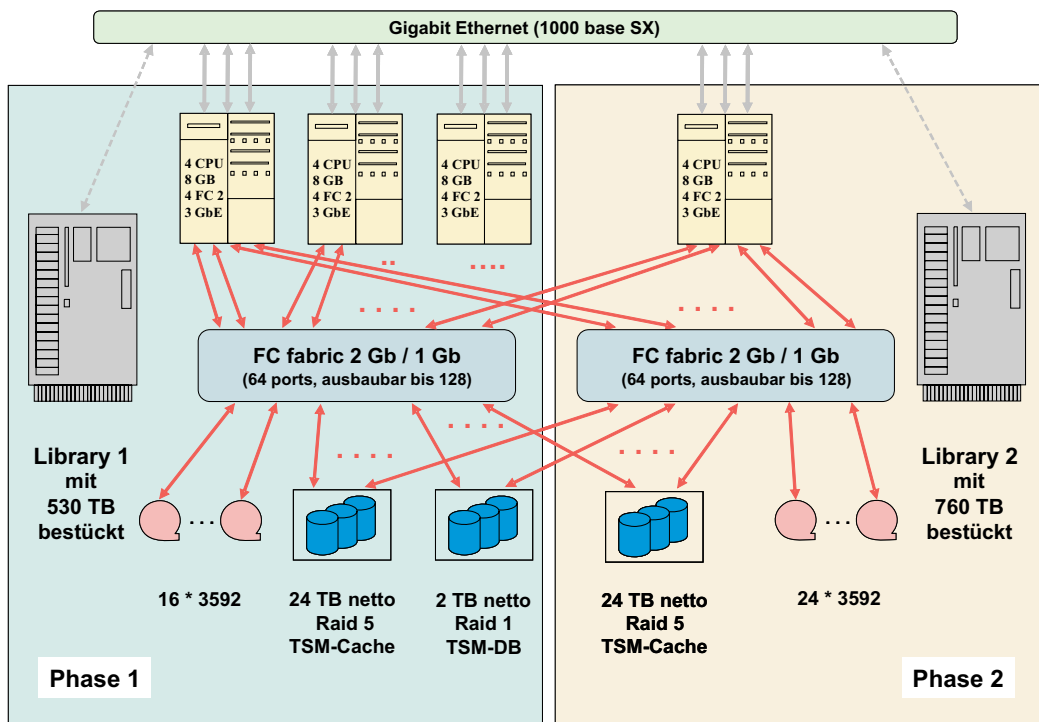 Gigabit Ethernet (1000 base SX)
4 CPU
8 GB
4 FC 2
3 GbE
4 CPU
8 GB
4 FC 2
3 GbE
4 CPU
8 GB
4 FC 2
3 GbE
4 CPU
8 GB
4 FC 2
3 GbE
FC fabric 2 Gb / 1 Gb
(64 ports, ausbaubar bis 128)
FC fabric 2 Gb / 1 Gb
(64 ports, ausbaubar bis 128)
Library 1
mit
530 TB
bestückt
Library 2
mit
760 TB
bestückt
16 * 3592
24 TB netto
Raid 5
TSM-Cache
2 TB netto
Raid 1
TSM-DB
24 TB netto
Raid 5
TSM-Cache
24 * 3592
Phase 1
Phase 2